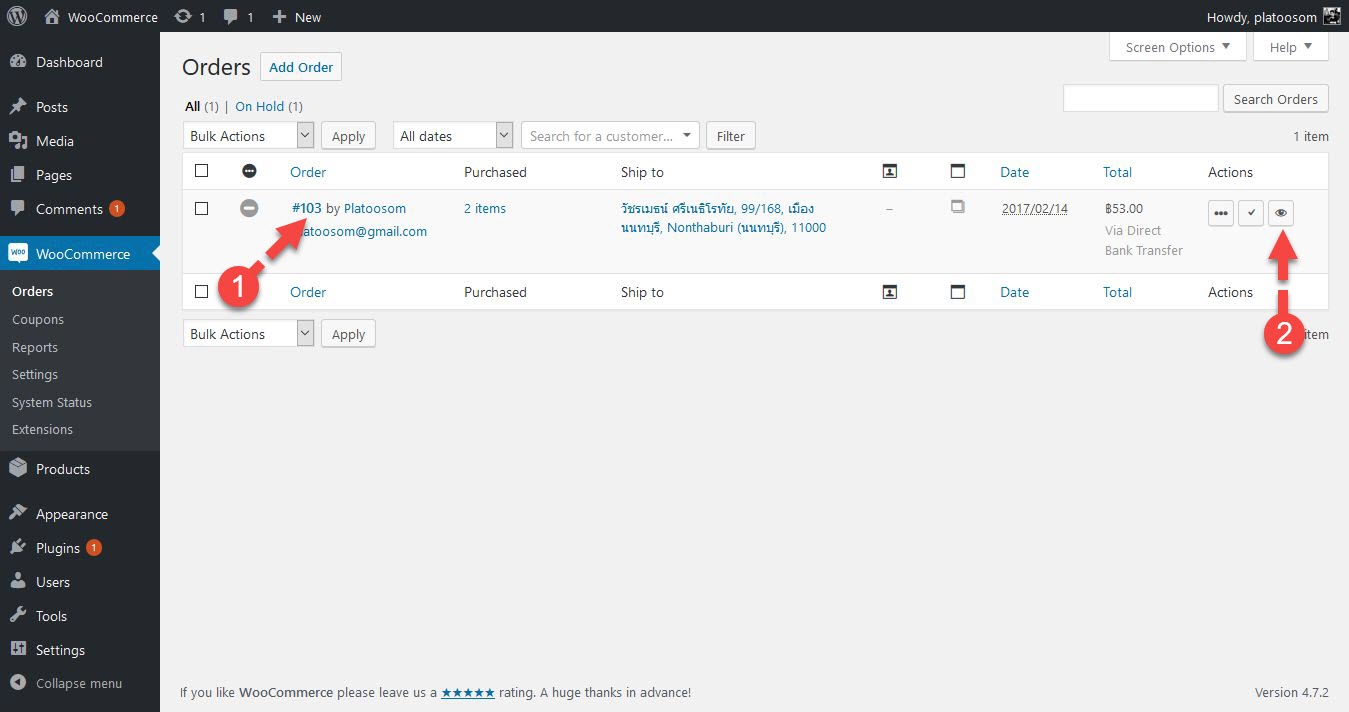 WooCommerce 1 1 New Howdy, platoosom
Screen Options Help
Dashboard
Posts
Media
Pages
Comments 1
WooCommerce
Orders
Coupons
Reports
Settings
System Status
Extensions
Products
Appearance
Plugins 1
Users
Tools
Settings
Collapse menu
Orders Add Order
All (1) | On Hold (1)
Search Orders
Bulk Actions Apply All dates Search for a customer... Filter 1 item
Order Purchased Ship to Date Total Actions
#103 by Platoosom 2 items วัชรเมธน์ ศรีเนธิโรทัย, 99/168, เมือง – 2017/02/14 ฿53.00
นนทบุรี, Nonthaburi (นนทบุรี), 11000
latoosom@gmail.com Via Direct
Bank Transfer
1
Order Purchased Ship to Date Total Actions
Bulk Actions Apply item
2
If you like WooCommerce please leave us a ★★★★★ rating. A huge thanks in advance! Version 4.7.2